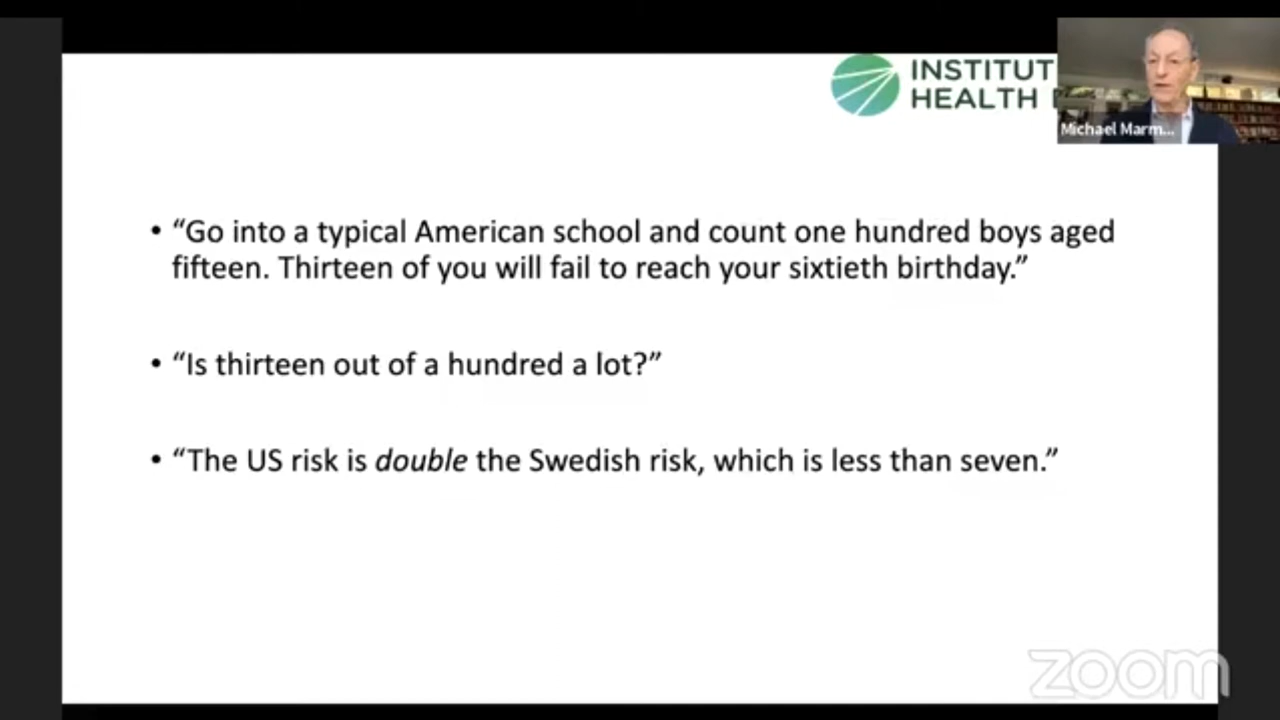 INSTITUT
HEALTH
Michael Marm...
• “Go into a typical American school and count one hundred boys aged
fifteen. Thirteen of you will fail to reach your sixtieth birthday.”
• “Is thirteen out of a hundred a lot?”
• “The US risk is double the Swedish risk, which is less than seven.”
zoom